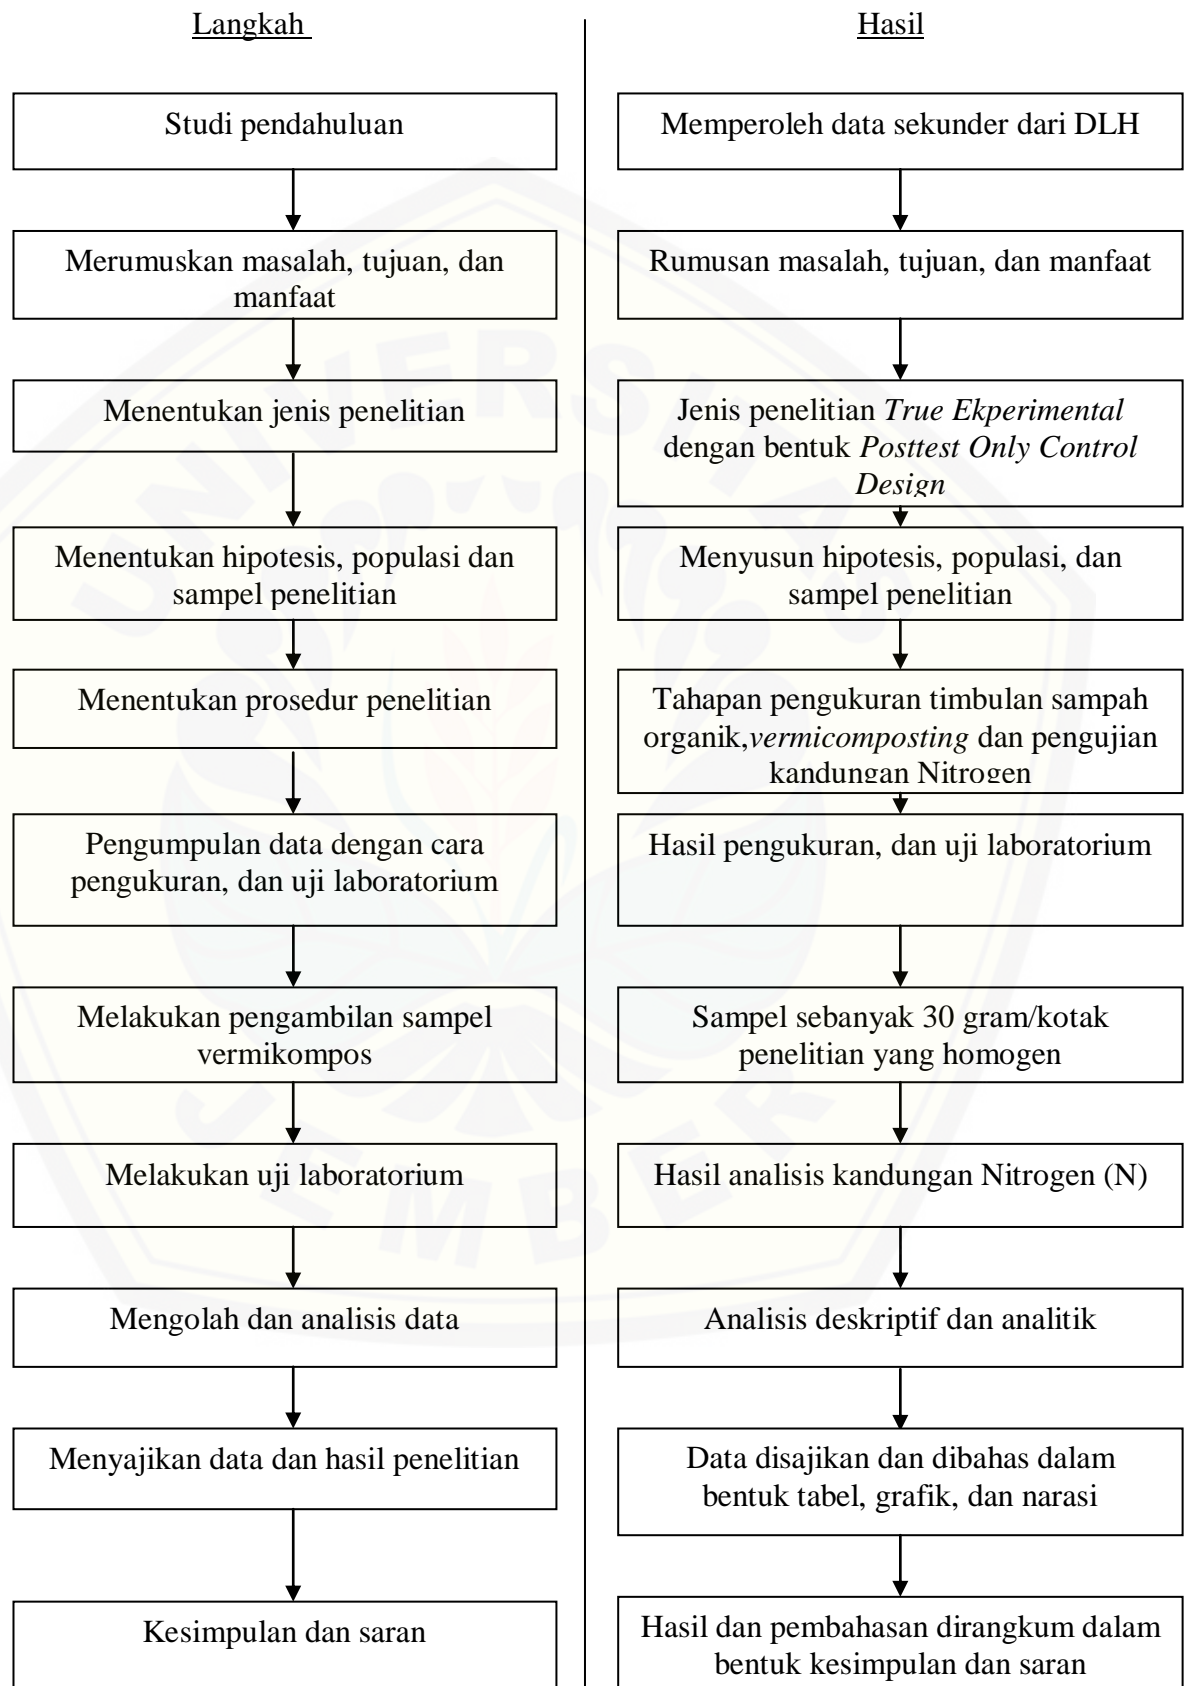 Langkah
Hasil
Studi pendahuluan
Memperoleh data sekunder dari DLH
Merumuskan masalah, tujuan, dan
manfaat
Rumusan masalah, tujuan, dan manfaat
Menentukan jenis penelitian
Jenis penelitian True Ekperimental
dengan bentuk Posttest Only Control
Design
Menentukan hipotesis, populasi dan
sampel penelitian
Menyusun hipotesis, populasi, dan
sampel penelitian
Menentukan prosedur penelitian
Tahapan pengukuran timbulan sampah
organik,vermicomposting dan pengujian
kandungan Nitrogen
Pengumpulan data dengan cara
pengukuran, dan uji laboratorium
Hasil pengukuran, dan uji laboratorium
Melakukan pengambilan sampel
vermikompos
Sampel sebanyak 30 gram/kotak
penelitian yang homogen
Melakukan uji laboratorium
Hasil analisis kandungan Nitrogen (N)
Mengolah dan analisis data
Analisis deskriptif dan analitik
Menyajikan data dan hasil penelitian
Data disajikan dan dibahas dalam
bentuk tabel, grafik, dan narasi
Kesimpulan dan saran
Hasil dan pembahasan dirangkum dalam
bentuk kesimpulan dan saran
UNIVERSITAS
JEMBER